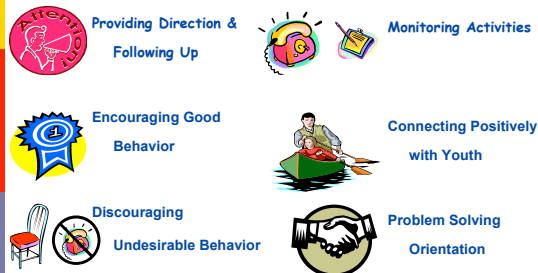 Attention!
Providing Direction &
Following Up
Monitoring Activities
Encouraging Good
Behavior
1
Connecting Positively
with Youth
Discouraging
Undesirable Behavior
Problem Solving
Orientation